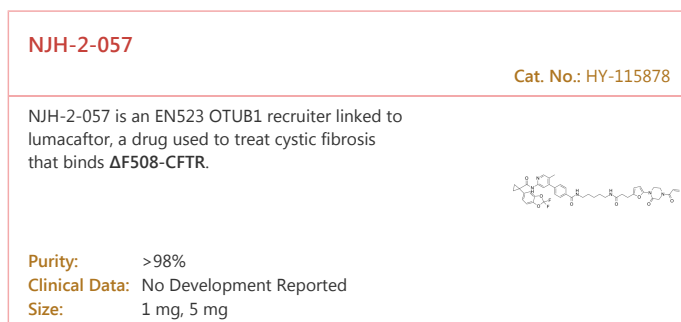 NJH-2-057
Cat. No.: HY-115878
NJH-2-057 is an EN523 OTUB1 recruiter linked to
lumacaftor, a drug used to treat cystic fibrosis
that binds ΔF508-CFTR.
Purity: >98%
Clinical Data: No Development Reported
Size: 1 mg, 5 mg